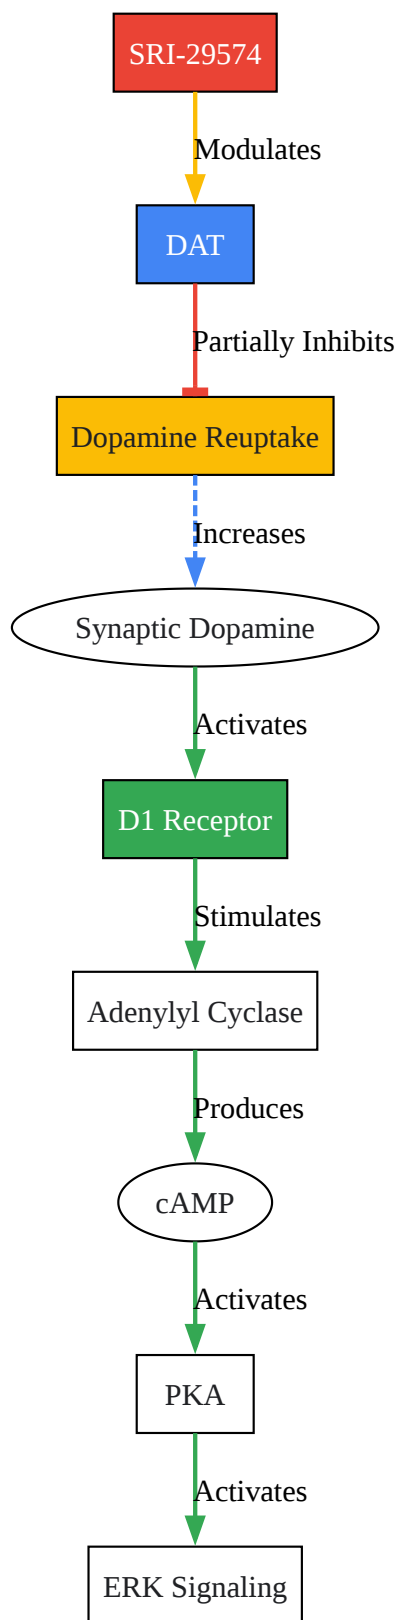 SRI-29574
Modulates
DAT
Partially Inhibits
Dopamine Reuptake
Increases
Synaptic Dopamine
Activates
D1 Receptor
Stimulates
Adenylyl Cyclase
Produces
cAMP
Activates
PKA
Activates
ERK Signaling